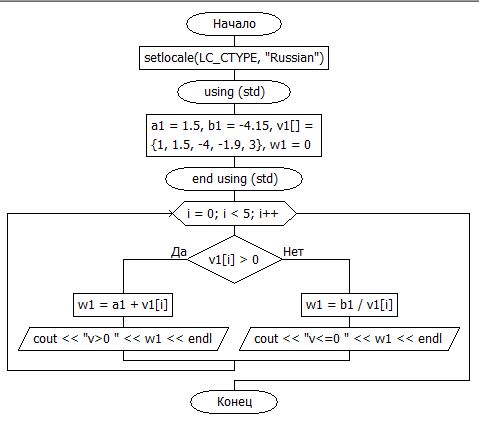 Начало
setlocale(LC_CTYPE, "Russian")
using (std)
a1 = 1.5, b1 = -4.15, v1[] =
{1, 1.5, -4, -1.9, 3}, w1 = 0
end using (std)
i = 0; i < 5; i++
Да
v1[i] > 0
Нет
w1 = a1 + v1[i]
w1 = b1 / v1[i]
cout << "v>0 " << w1 << endl
cout << "v<=0 " << w1 << endl
Конец